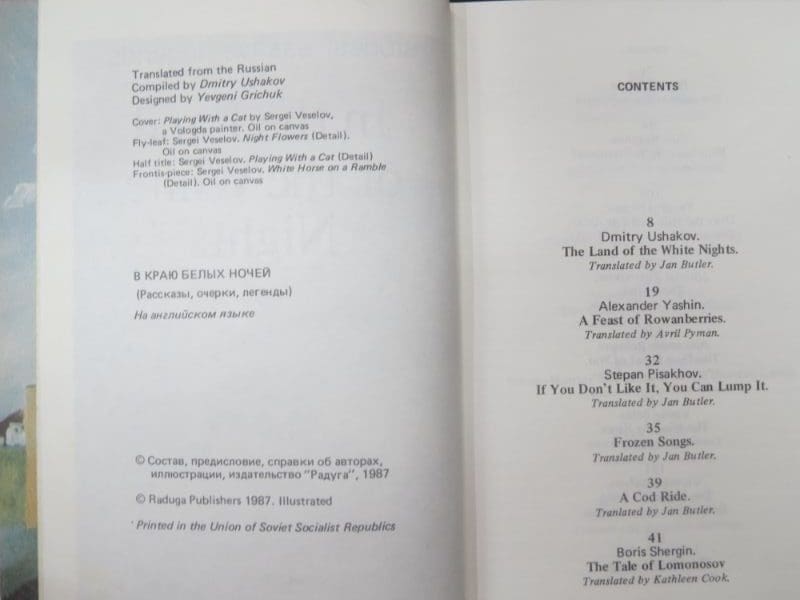 Translated from the Russian
Compiled by Dmitry Ushakov
Designed by Yevgeni Grichuk
Cover: Playing With a Cat by Sergei Veselov,
a Vologda painter. Oil on canvas
Fly-leaf: Sergei Veselov. Night Flowers (Detail).
Oil on canvas
Half title: Sergei Veselov. Playing With a Cat (Detail)
Frontis-piece: Sergei Veselov. White Horse on a Ramble
(Detail). Oil on canvas
В КРАЮ БЕЛЫХ НОЧЕЙ
(Рассказы, очерки, легенды)
На английском языке
© Состав, предисловие, справки об авторах,
иллюстрации, издательство "Радуга", 1987
© Raduga Publishers 1987. Illustrated
Printed in the Union of Soviet Socialist Republics
CONTENTS
8
Dmitry Ushakov.
The Land of the White Nights.
Translated by Jan Butler.
19
Alexander Yashin.
A Feast of Rowanberries.
Translated by Avril Pyman.
32
Stepan Pisakhov.
If You Don't Like It, You Can Lump It.
Translated by Jan Butler.
35
Frozen Songs.
Translated by Jan Butler.
39
A Cod Ride.
Translated by Jan Butler.
41
Boris Shergin.
The Tale of Lomonosov
Translated by Kathleen Cook.